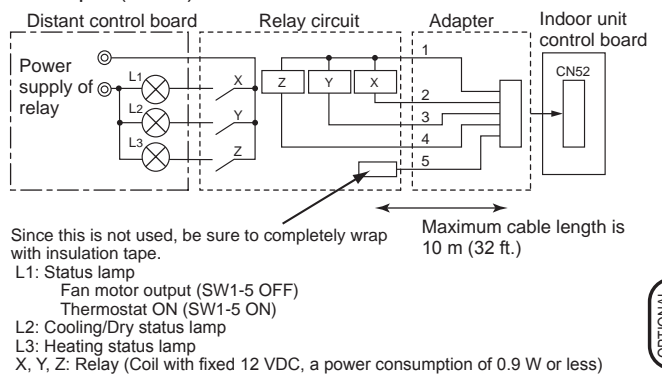 Distant control board
Relay circuit
Adapter
Indoor unit
control board
Power
supply of
relay
L1
L2
L3
X
Y
Z
Z
Y
X
1
2
3
4
5
CN52
Since this is not used, be sure to completely wrap
with insulation tape.
Maximum cable length is
10 m (32 ft.)
L1: Status lamp
Fan motor output (SW1-5 OFF)
Thermostat ON (SW1-5 ON)
L2: Cooling/Dry status lamp
L3: Heating status lamp
X, Y, Z: Relay (Coil with fixed 12 VDC, a power consumption of 0.9 W or less)
OPTIONAL